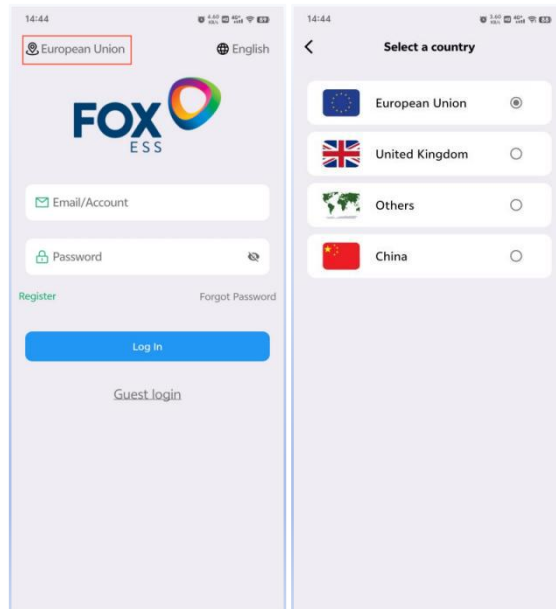 14:44
European Union
English
FOX
ESS
Email/Account
Password
Register
Forgot Password
Log In
Guest login
14:44
Select a country
European Union
United Kingdom
Others
China